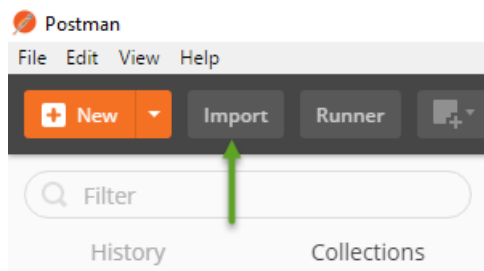 Postman
File Edit View Help
New Import Runner
Filter
History Collections